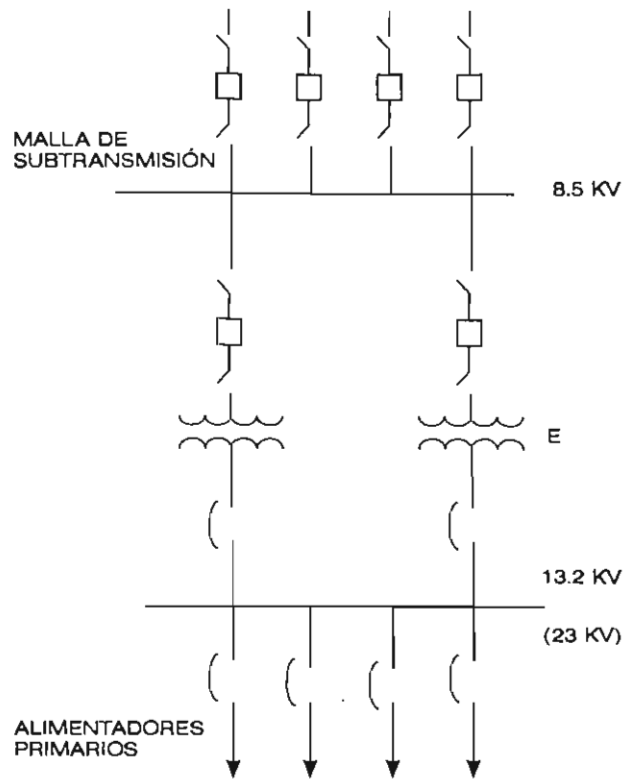 MALLA DE
SUBTRANSMISIÓN
8.5 KV
E
13.2 KV
(23 KV)
ALIMENTADORES
PRIMARIOS